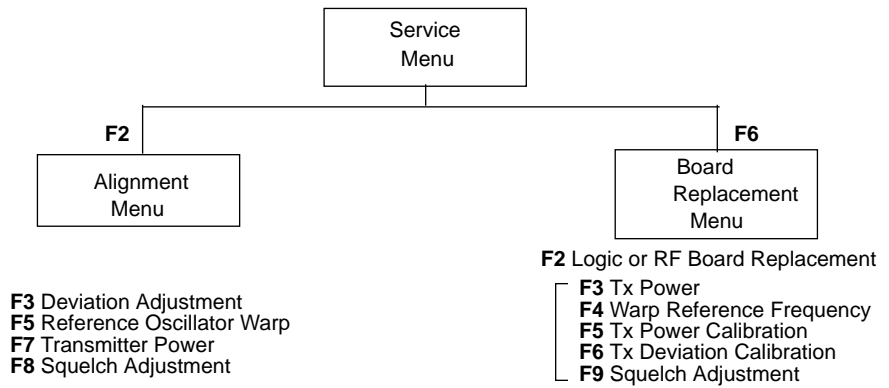 Service
Menu
F2
F6
Alignment
Menu
Board
Replacement
Menu
F3 Deviation Adjustment
F5 Reference Oscillator Warp
F7 Transmitter Power
F8 Squelch Adjustment
F2 Logic or RF Board Replacement
F3 Tx Power
F4 Warp Reference Frequency
F5 Tx Power Calibration
F6 Tx Deviation Calibration
F9 Squelch Adjustment